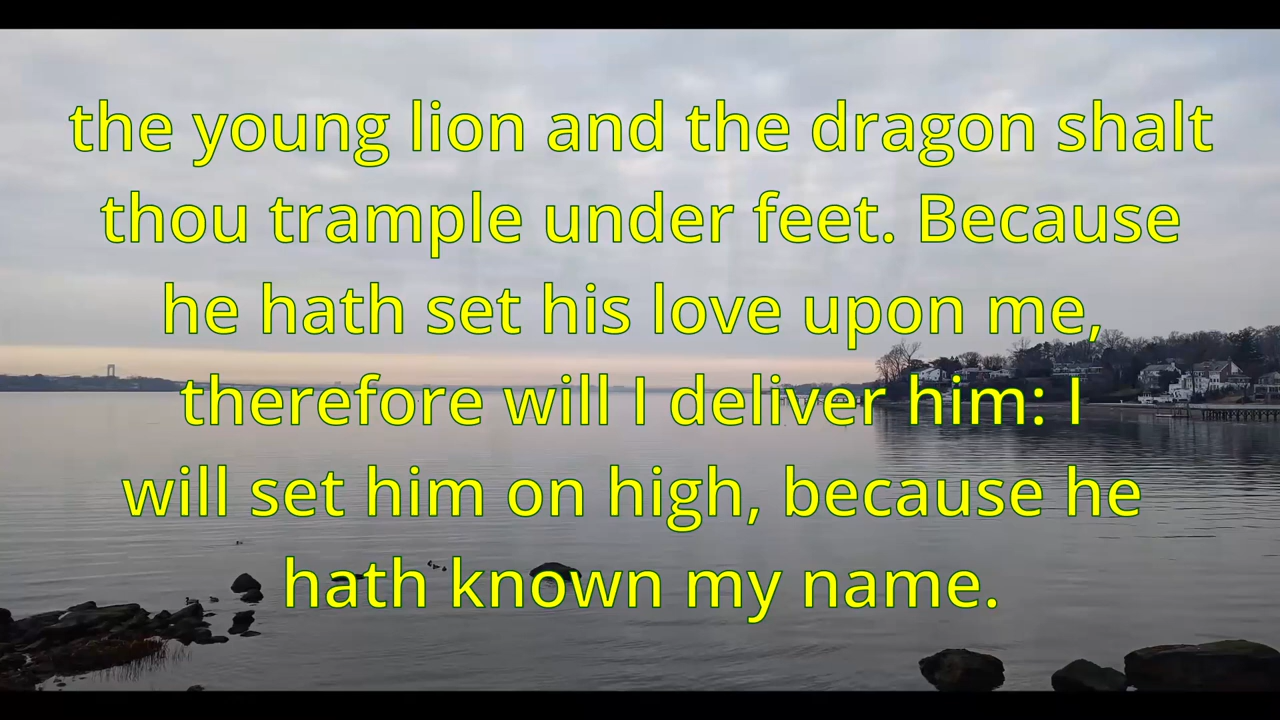 the young lion and the dragon shalt
thou trample under feet. Because
he hath set his love upon me,
therefore will I deliver him: I
will set him on high, because he
hath known my name.